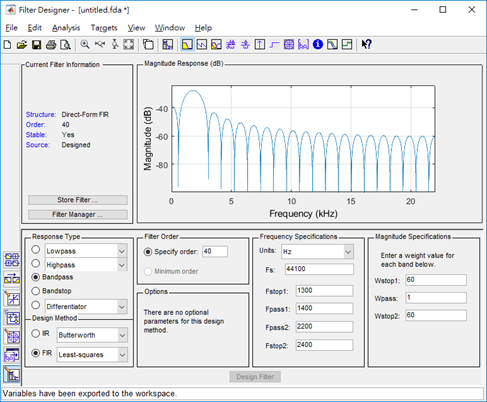 Filter Designer - [untitled.fda *]
File Edit Analysis Targets View Window Help
Current Filter Information
Structure: Direct-Form FIR
Order: 40
Stable: Yes
Source: Designed
Store Filter ...
Filter Manager ...
Magnitude Response (dB)
Magnitude (dB)
-40
-60
-80
0 5 10 15 20
Frequency (kHz)
Response Type
Lowpass
Highpass
Bandpass
Bandstop
Differentiator
Design Method
IIR Butterworth
FIR Least-squares
Filter Order
Specify order: 40
Minimum order
Options
There are no optional
parameters for this design
method.
Frequency Specifications
Units: Hz
Fs: 44100
Fstop1: 1300
Fpass1: 1400
Fpass2: 2200
Fstop2: 2400
Magnitude Specifications
Enter a weight value for
each band below.
Wstop1: 60
Wpass: 1
Wstop2: 60
Design Filter
Variables have been exported to the workspace.